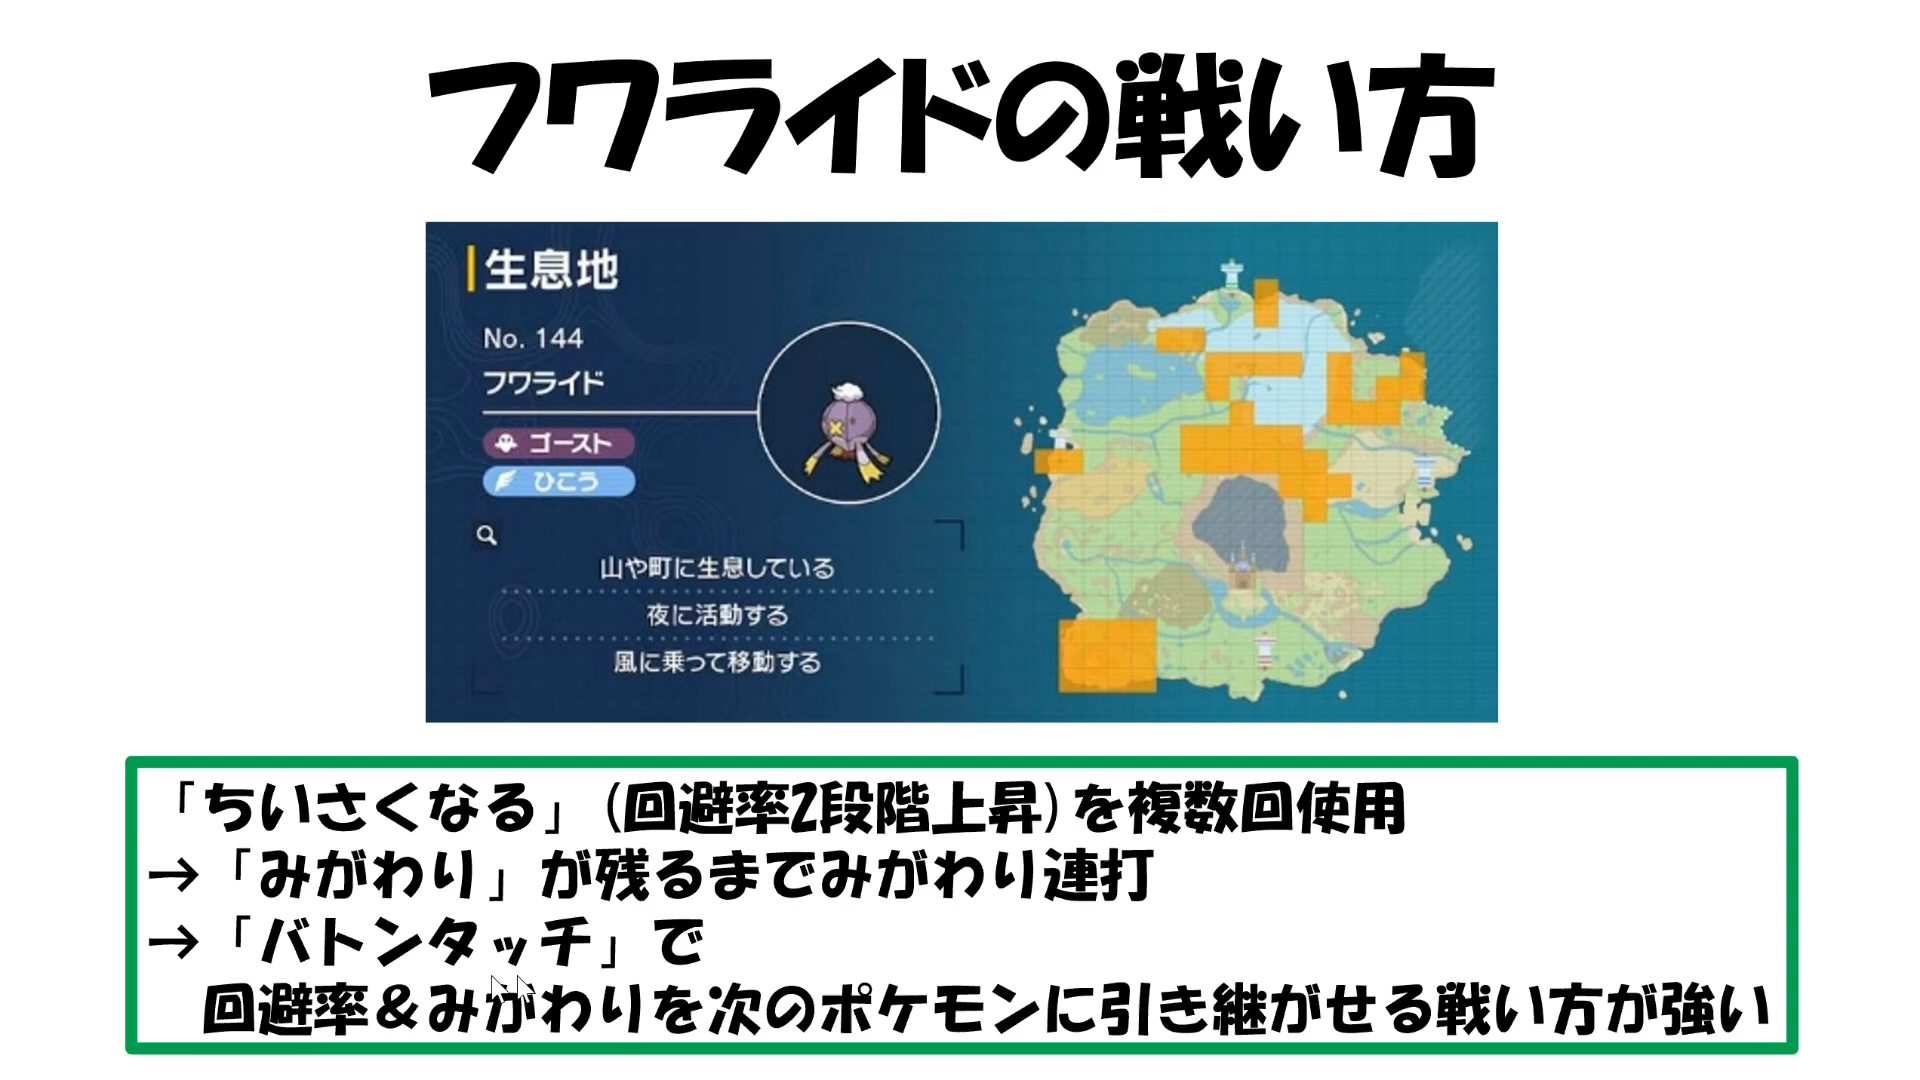 フワライドの戦い方
生息地
No. 144
フワライド
ゴースト
ひこう
山や町に生息している
夜に活動する
風に乗って移動する
「ちいさくなる」(回避率2段階上昇)を複数回使用
→「みがわり」が残るまでみがわり連打
→「バトンタッチ」で
回避率&みがわりを次のポケモンに引き継がせる戦い方が強い